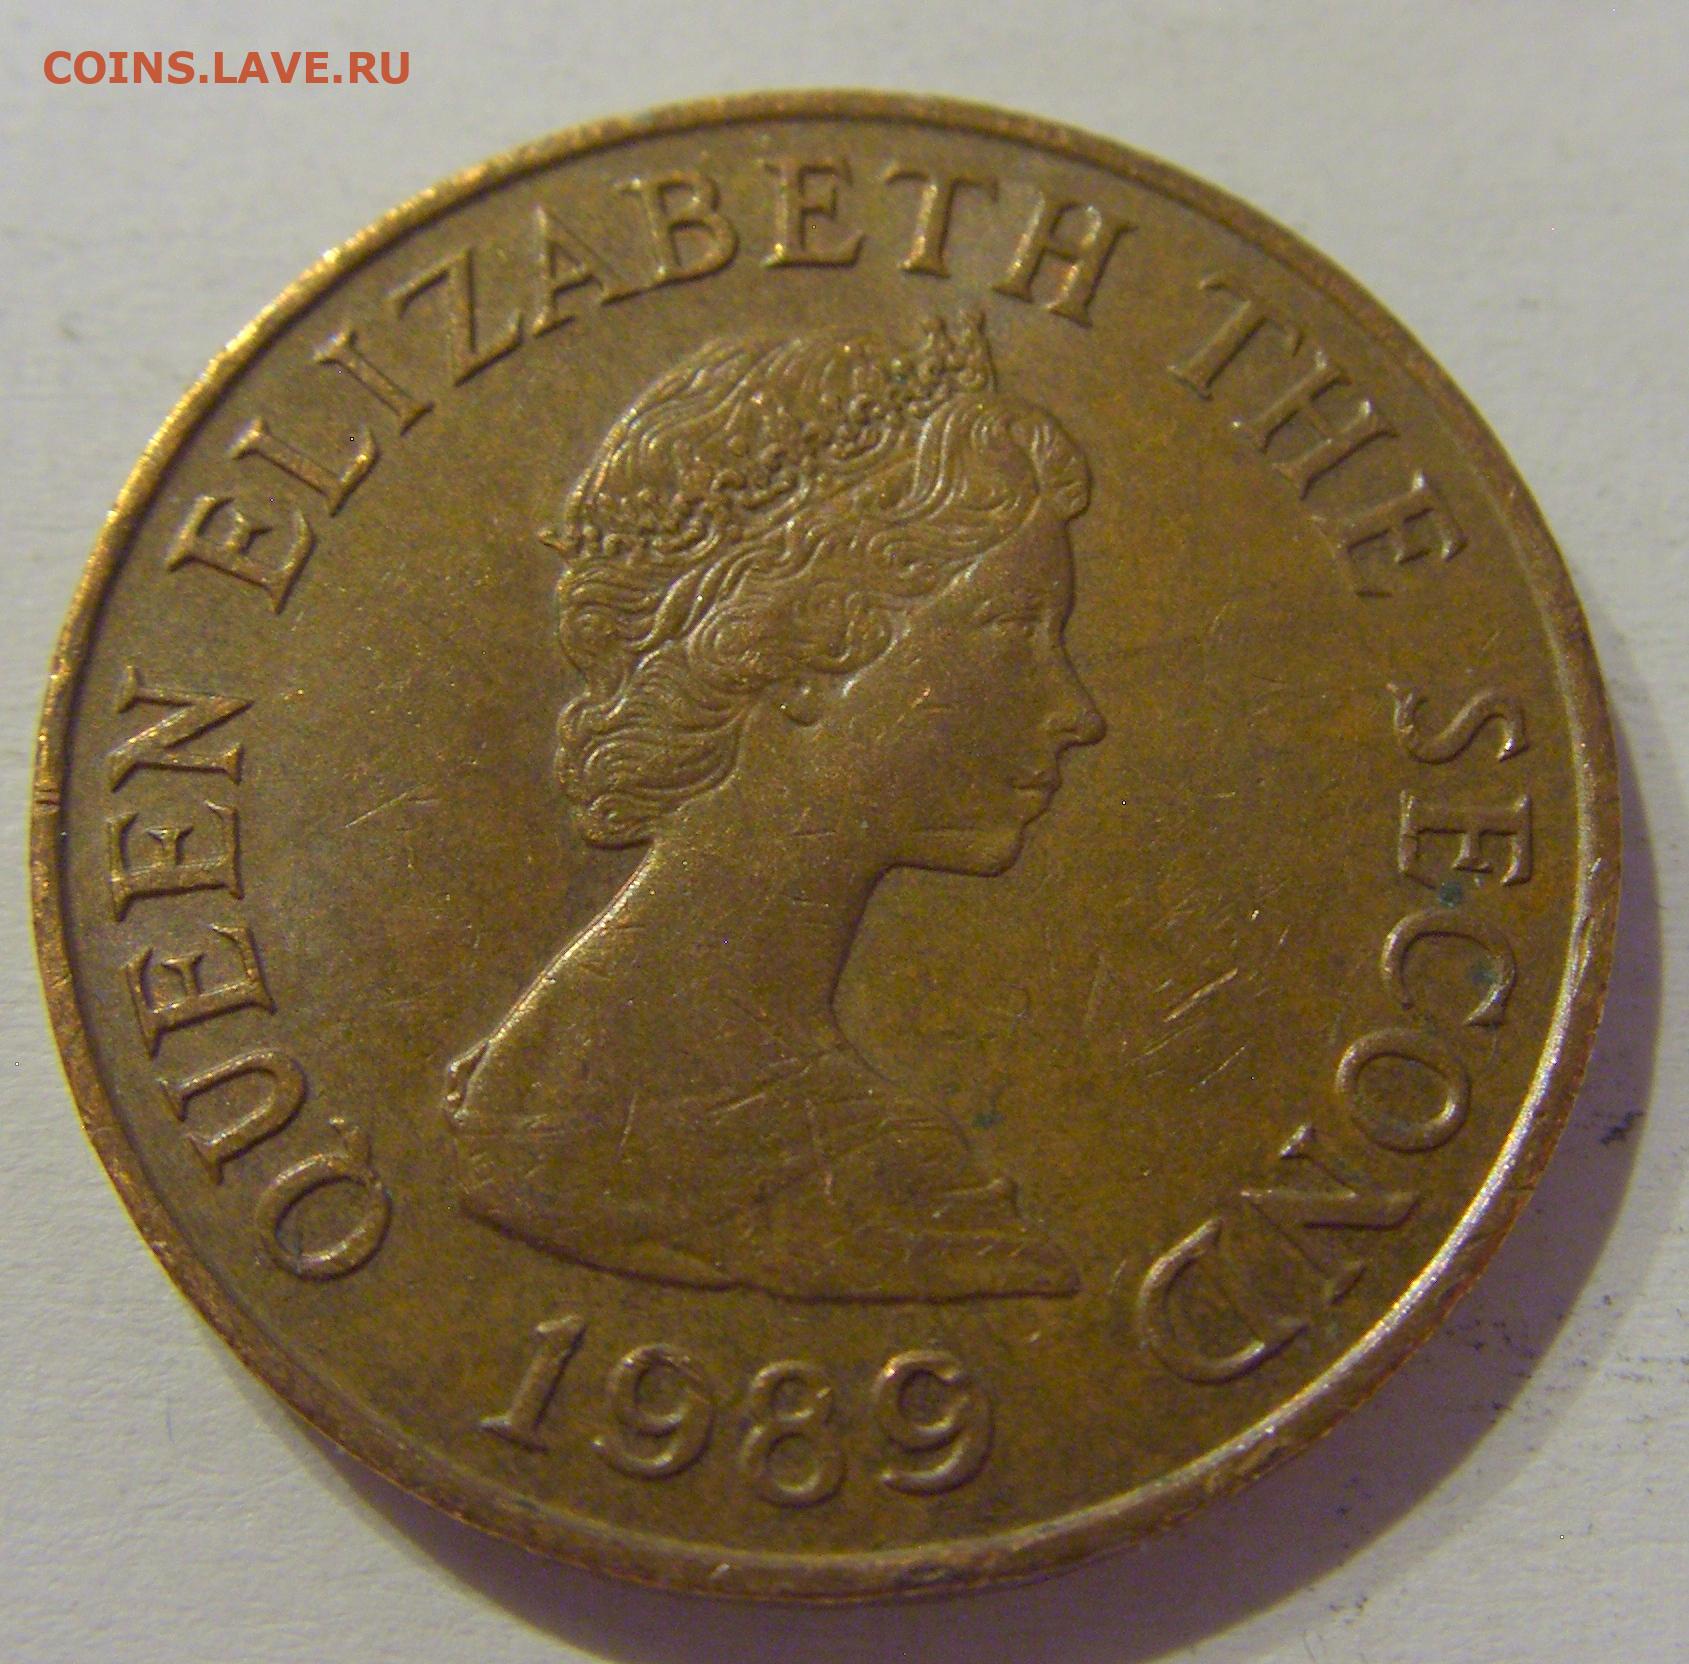 COINS.LAVE.RU
QUEEN ELIZABETH THE SECOND
1989